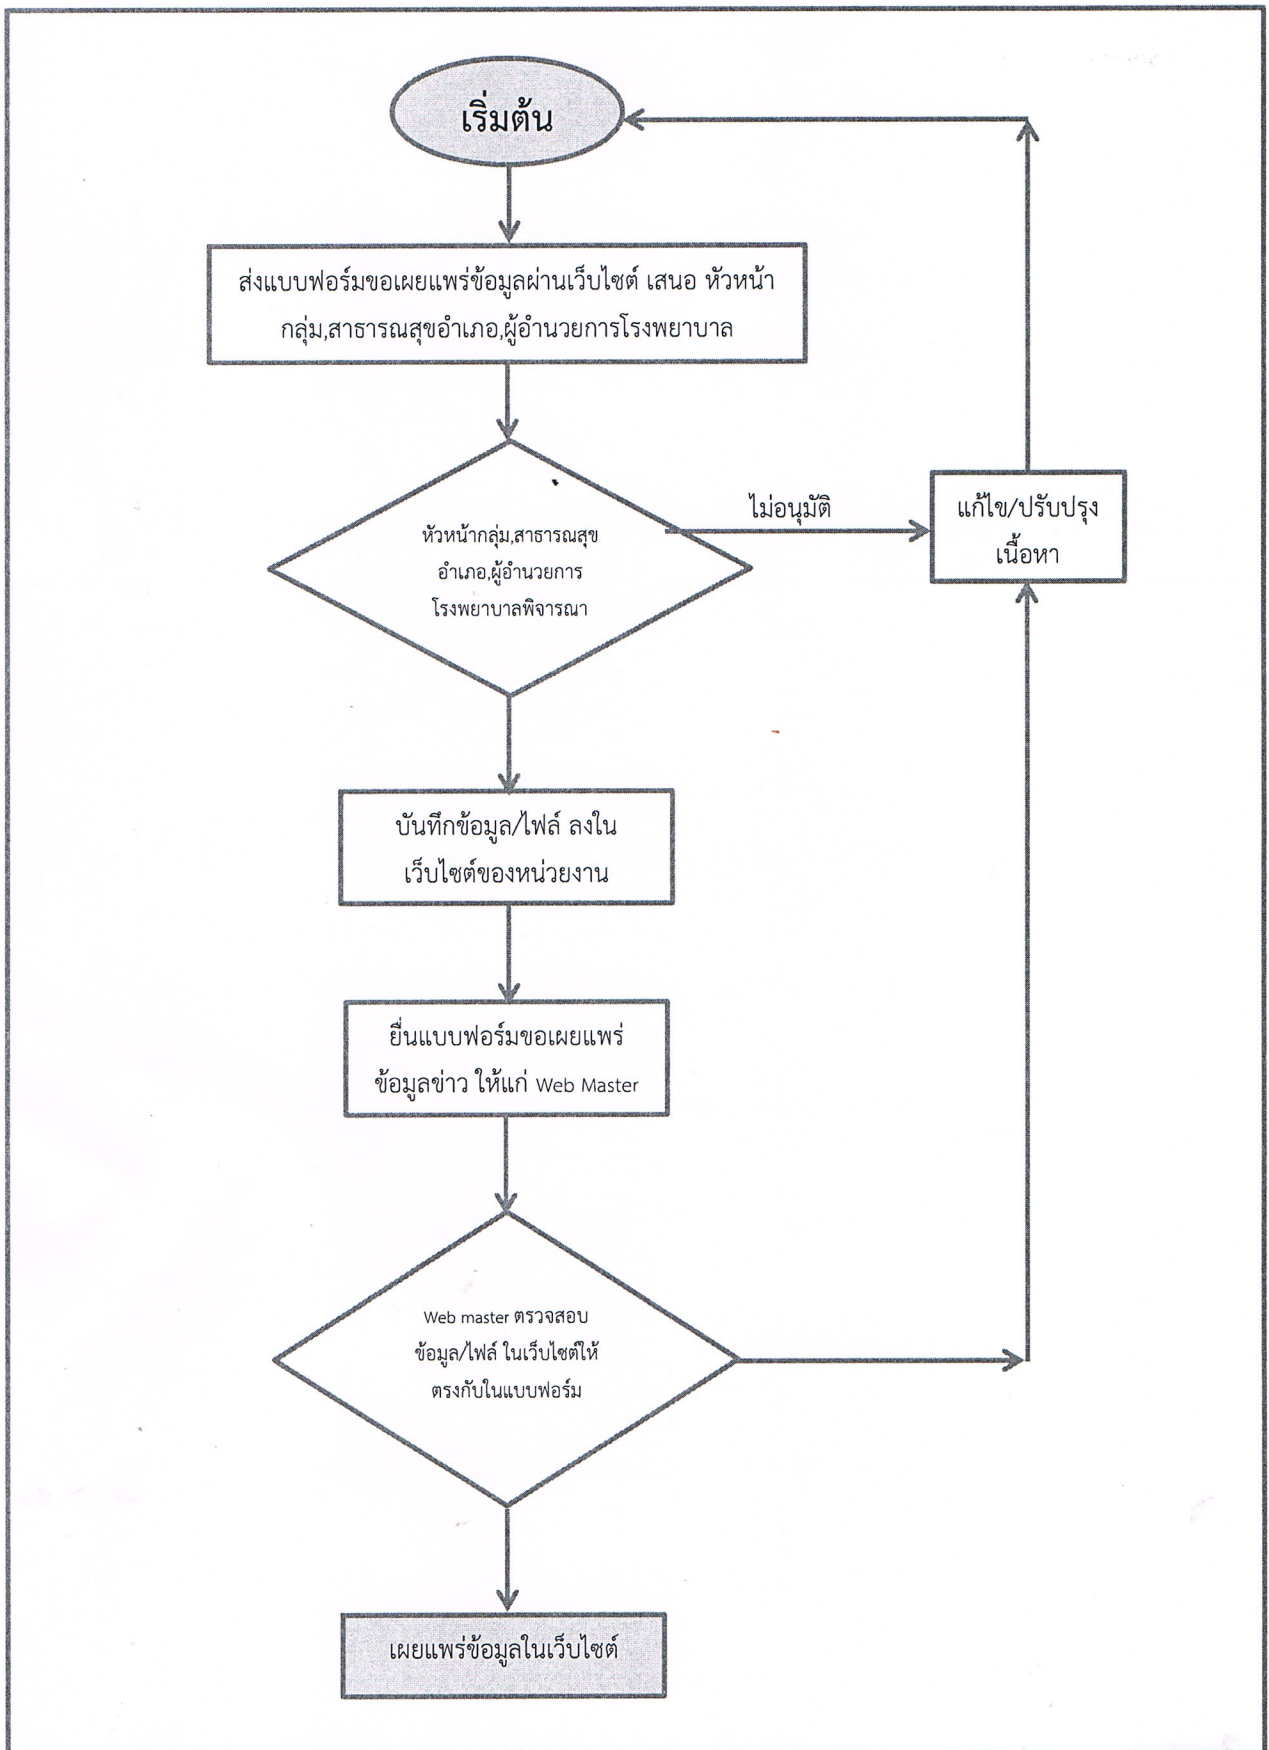 เริ่มต้น
ส่งแบบฟอร์มขอเผยแพร่ข้อมูลผ่านเว็บไซต์ เสนอ หัวหน้า
กลุ่ม,สาธารณสุขอำเภอ,ผู้อำนวยการโรงพยาบาล
หัวหน้ากลุ่ม,สาธารณสุข
อำเภอ,ผู้อำนวยการ
โรงพยาบาลพิจารณา
ไม่อนุมัติ
แก้ไข/ปรับปรุง
เนื้อหา
บันทึกข้อมูล/ไฟล์ ลงใน
เว็บไซต์ของหน่วยงาน
ยื่นแบบฟอร์มขอเผยแพร่
ข้อมูลข่าว ให้แก่ Web Master
Web master ตรวจสอบ
ข้อมูล/ไฟล์ ในเว็บไซต์ให้
ตรงกับในแบบฟอร์ม
เผยแพร่ข้อมูลในเว็บไซต์